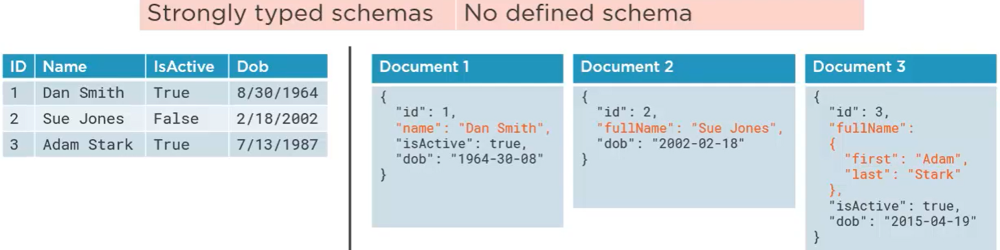 Strongly typed schemas No defined schema
ID Name IsActive Dob
1 Dan Smith True 8/30/1964
2 Sue Jones False 2/18/2002
3 Adam Stark True 7/13/1987
Document 1
{
"id": 1,
"name": "Dan Smith",
"isActive": true,
"dob": "1964-30-08"
}
Document 2
{
"id": 2,
"fullName": "Sue Jones",
"dob": "2002-02-18"
}
Document 3
{
"id": 3,
"fullName":
{
"first": "Adam",
"last": "Stark"
},
"isActive": true,
"dob": "2015-04-19"
}